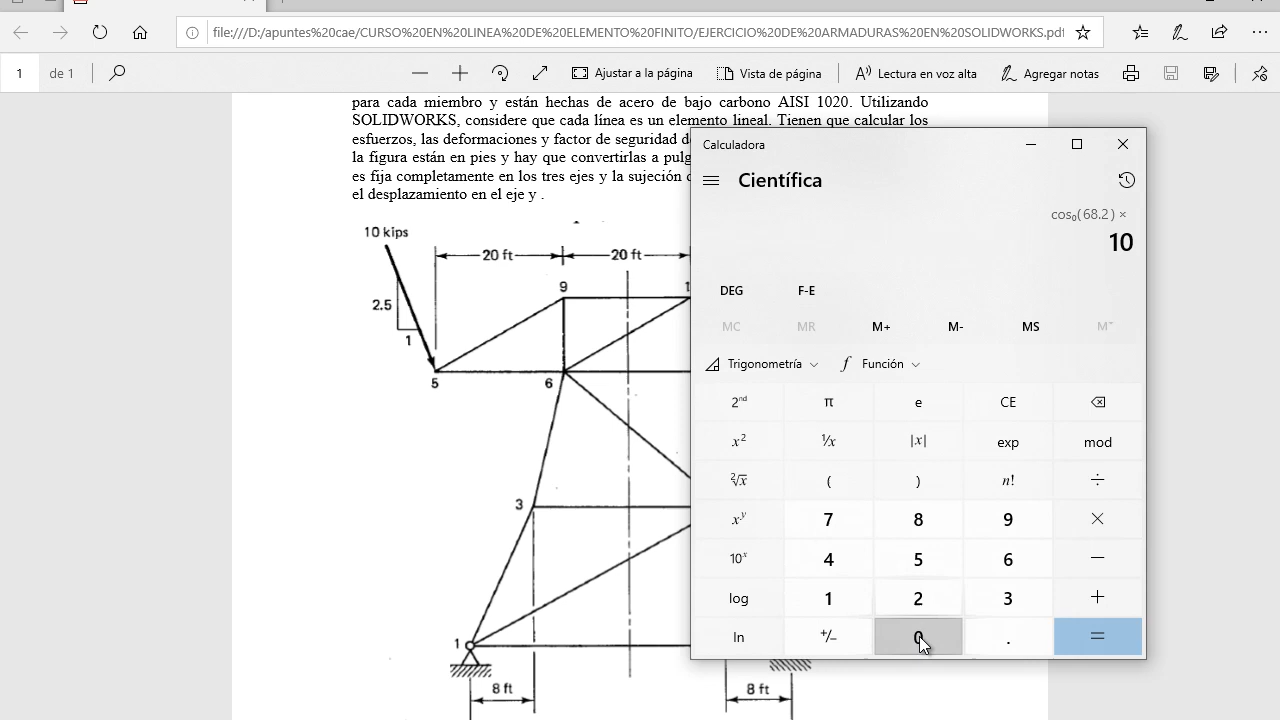 file:///D:/apuntes%20cae/CURSO%20EN%20LINEA%20DE%20ELEMENTO%20FINITO/EJERCICIO%20DE%20ARMADURAS%20EN%20SOLIDWORKS.pdf
1 de 1 Ajustar a la página Vista de página Lectura en voz alta Agregar notas
para cada miembro y están hechas de acero de bajo carbono AISI 1020. Utilizando
SOLIDWORKS, considere que cada línea es un elemento lineal. Tienen que calcular los
esfuerzos, las deformaciones y factor de seguridad
la figura están en pies y hay que convertirlas a
es fija completamente en los tres ejes y la sujeción
el desplazamiento en el eje y .
10 kips
20 ft 20 ft
2.5
1
9
5
6
3
1
8 ft 8 ft
Calculadora
Científica
cos₀(68.2) ×
10
DEG F-E
MC MR M+ M- MS M˅
Trigonometría Función
2nd π e CE
x2 1/x |x| exp mod
2√x ( ) n! ÷
xy 7 8 9 ×
10x 4 5 6 −
log 1 2 3 +
ln +/− 0 . =